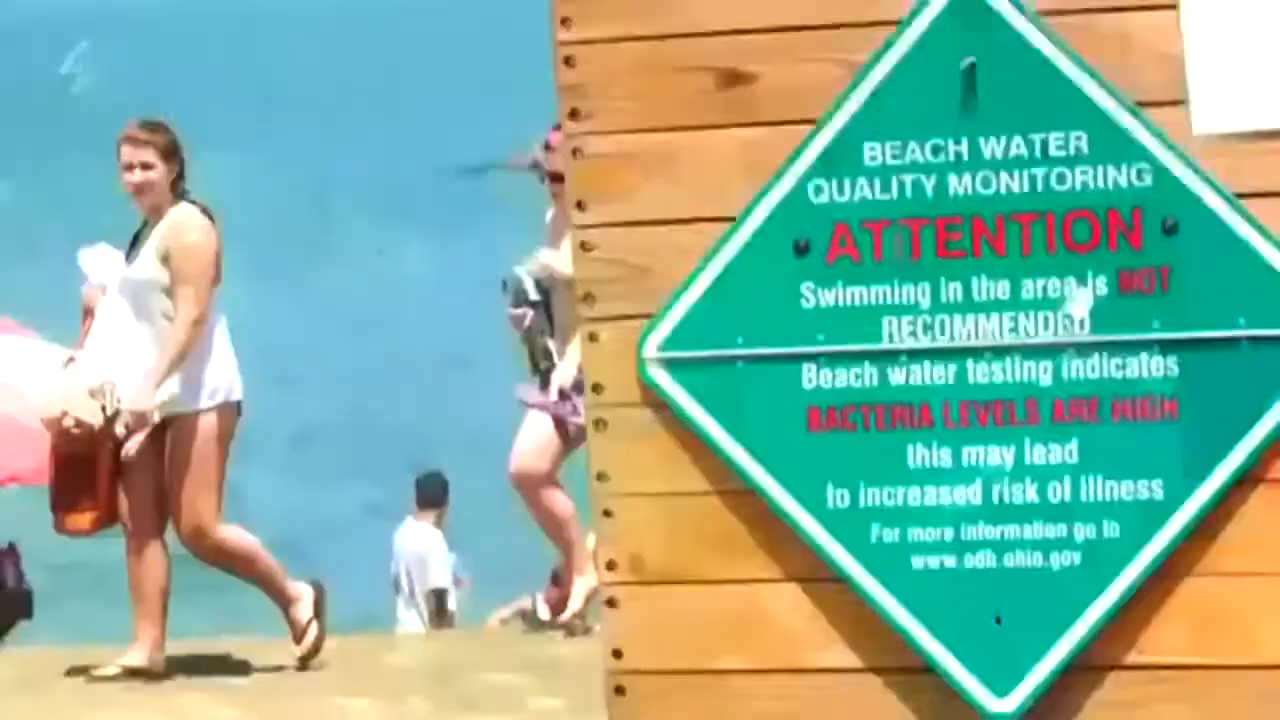 BEACH WATER
QUALITY MONITORING
ATTENTION
Swimming in the area is NOT
RECOMMENDED
Beach water testing indicates
BACTERIA LEVELS ARE HIGH
this may lead
to increased risk of illness
For more information go to
www.odh.ohio.gov
4